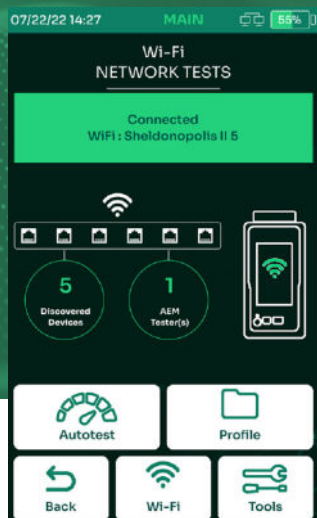 07/22/22 14:27 MAIN 55%
Wi-Fi
NETWORK TESTS
Connected
WiFi : Sheldonopolis II 5
5
Discovered
Devices
1
AEM
Tester(s)
Autotest
Profile
Back
Wi-Fi
Tools